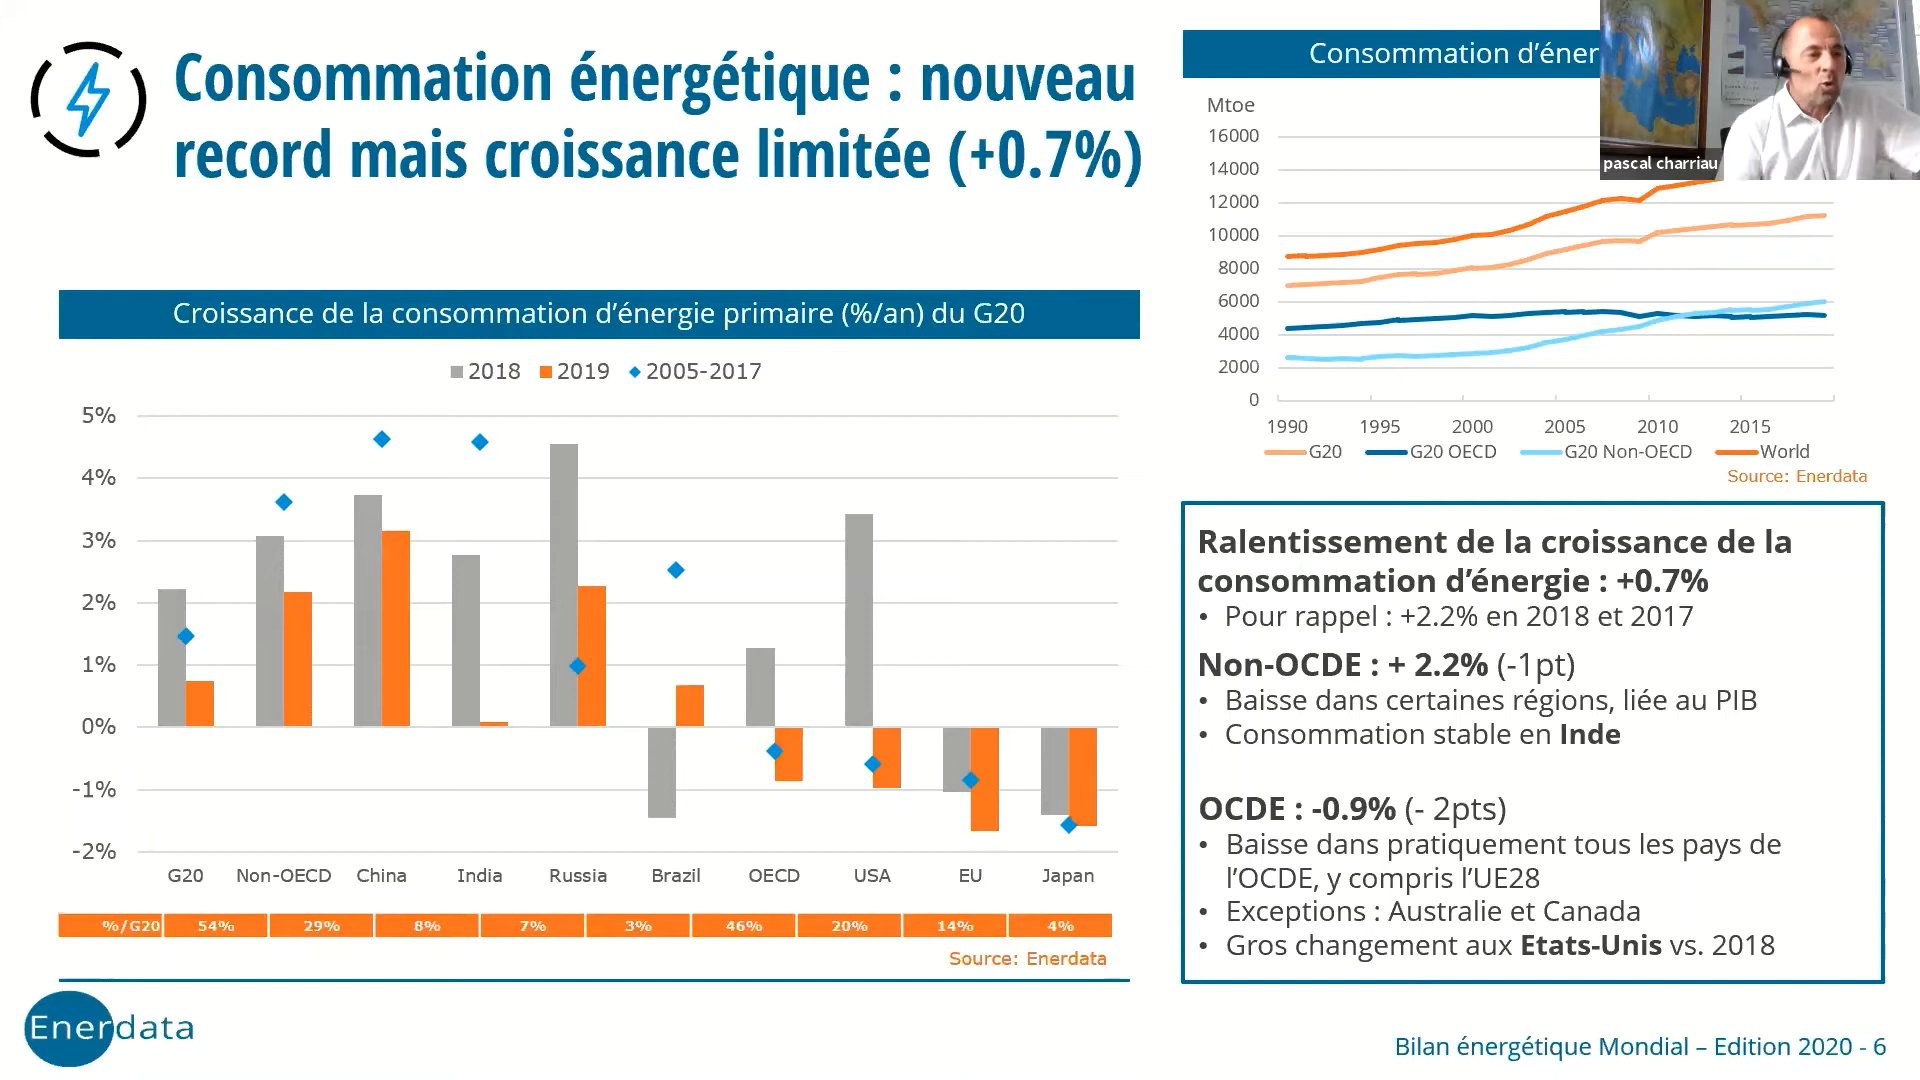 Consommation énergétique : nouveau
record mais croissance limitée (+0.7%)
Croissance de la consommation d’énergie primaire (%/an) du G20
2018 2019 2005-2017
5%
4%
3%
2%
1%
0%
-1%
-2%
G20 Non-OECD China India Russia Brazil OECD USA EU Japan
%/G20 54% 29% 8% 7% 3% 46% 20% 14% 4%
Source: Enerdata
Enerdata
Consommation d’éner
pascal charriau
Mtoe
16000
14000
12000
10000
8000
6000
4000
2000
0
1990 1995 2000 2005 2010 2015
G20 G20 OECD G20 Non-OECD World
Source: Enerdata
Ralentissement de la croissance de la
consommation d’énergie : +0.7%
• Pour rappel : +2.2% en 2018 et 2017
Non-OCDE : + 2.2% (-1pt)
• Baisse dans certaines régions, liée au PIB
• Consommation stable en Inde
OCDE : -0.9% (- 2pts)
• Baisse dans pratiquement tous les pays de
l’OCDE, y compris l’UE28
• Exceptions : Australie et Canada
• Gros changement aux Etats-Unis vs. 2018
Bilan énergétique Mondial – Edition 2020 - 6